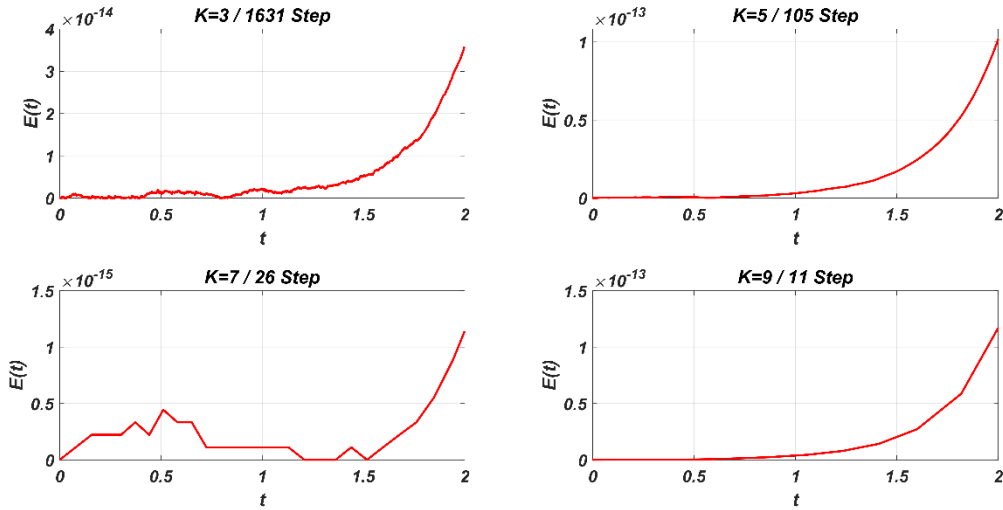 K=3 / 1631 Step
×10^-14
4
3
2
1
0
E(t)
0 0.5 1 1.5 2
t
K=5 / 105 Step
×10^-13
1
0.5
0
E(t)
0 0.5 1 1.5 2
t
K=7 / 26 Step
×10^-15
1.5
1
0.5
0
E(t)
0 0.5 1 1.5 2
t
K=9 / 11 Step
×10^-13
1.5
1
0.5
0
E(t)
0 0.5 1 1.5 2
t